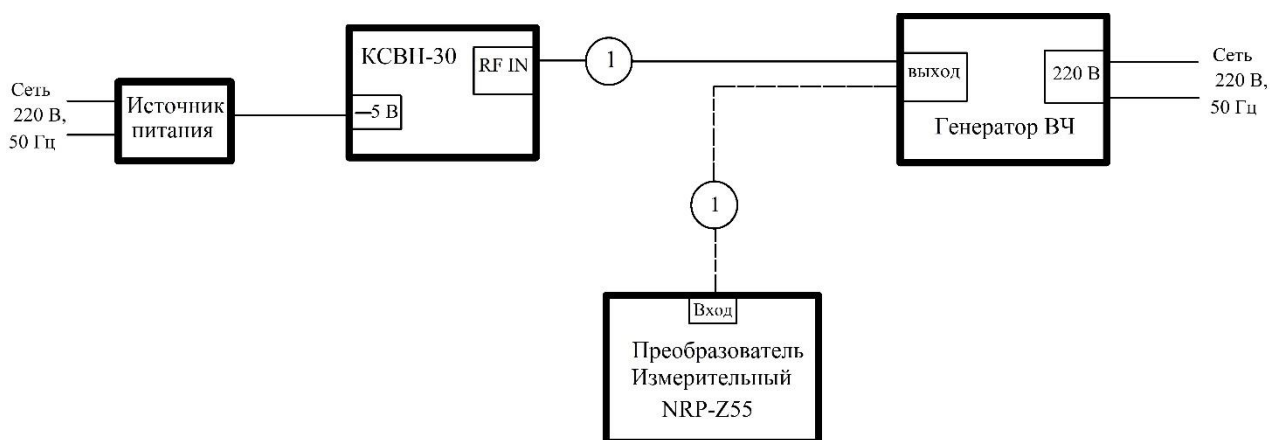 Сеть
220 В,
50 Гц
Источник
питания
КСВП-30
RF IN
—5 В
1
выход
220 В
Генератор ВЧ
Сеть
220 В,
50 Гц
1
Вход
Преобразователь
Измерительный
NRP-Z55